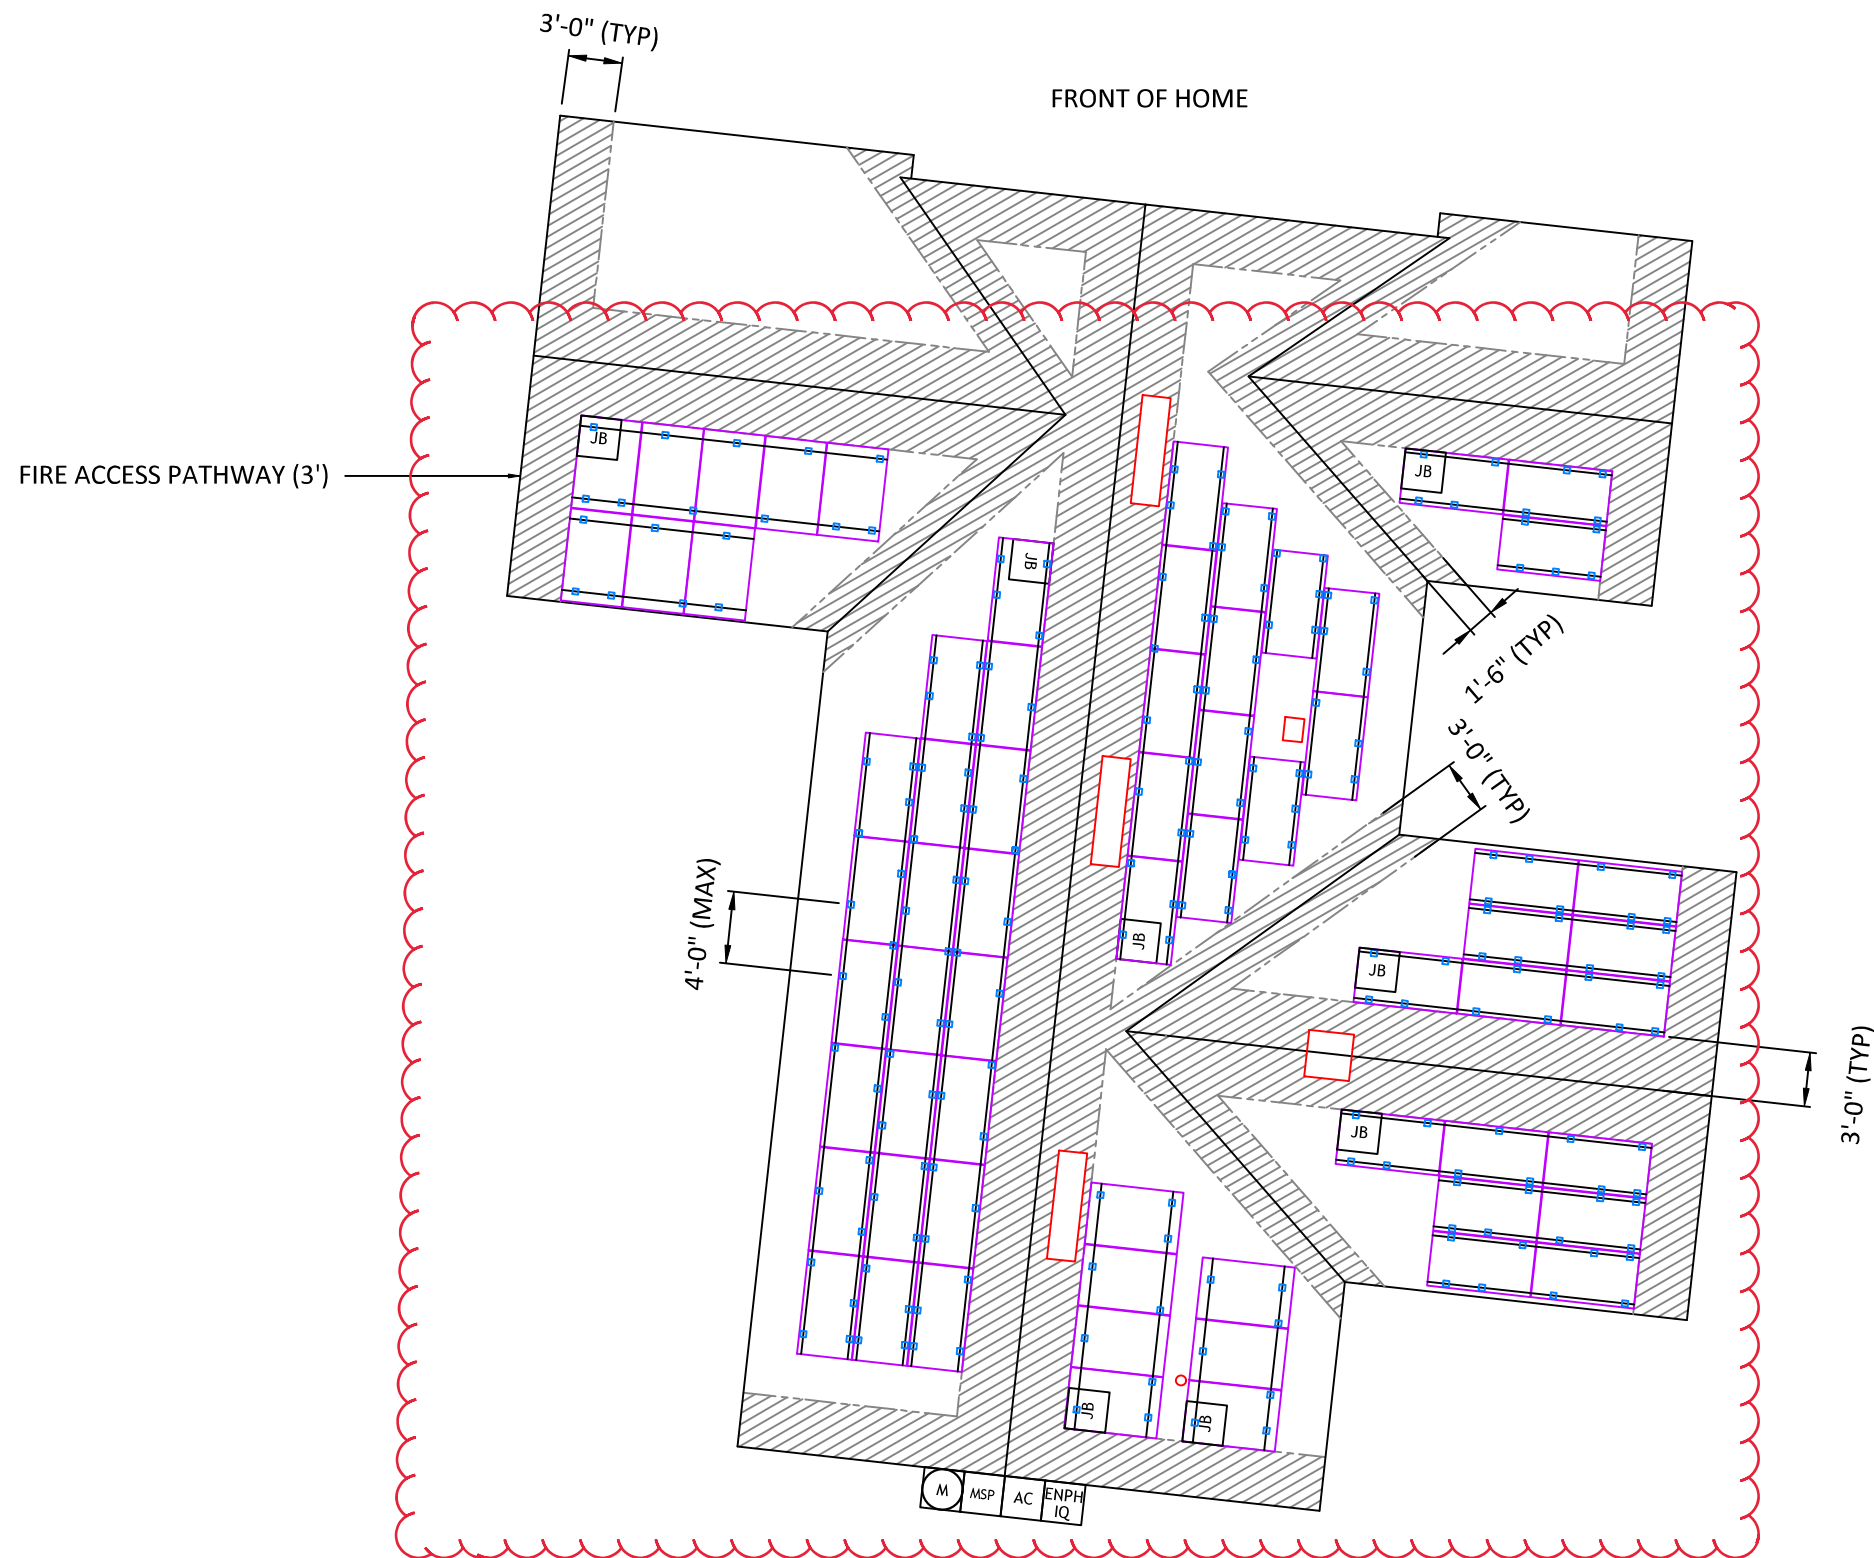 3'-0" (TYP)
FRONT OF HOME
JB
FIRE ACCESS PATHWAY (3')
JB
JB
1'-6" (TYP)
3'-0" (TYP)
4'-0" (MAX)
JB
JB
3'-0" (TYP)
JB
JB
JB
M
MSP
AC
ENPH
IQ